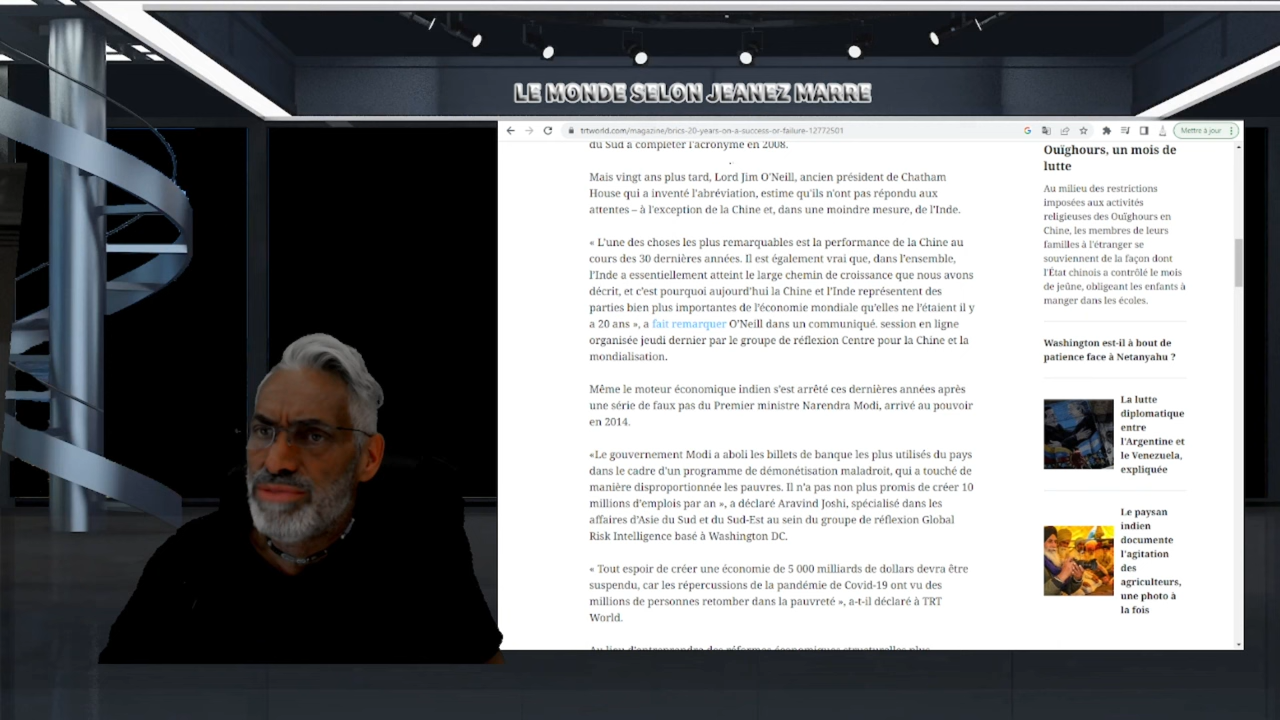 LE MONDE SELON JEANEZ MARRE
trtworld.com/magazine/brics-20-years-on-a-success-or-failure-12772501
Mettre à jour
du Sud à compléter l'acronyme en 2008.
Mais vingt ans plus tard, Lord Jim O'Neill, ancien président de Chatham
House qui a inventé l'abréviation, estime qu'ils n'ont pas répondu aux
attentes – à l'exception de la Chine et, dans une moindre mesure, de l'Inde.
« L'une des choses les plus remarquables est la performance de la Chine au
cours des 30 dernières années. Il est également vrai que, dans l'ensemble,
l'Inde a essentiellement atteint le large chemin de croissance que nous avons
décrit, et c'est pourquoi aujourd'hui la Chine et l'Inde représentent des
parties bien plus importantes de l'économie mondiale qu'elles ne l'étaient il y
a 20 ans », a fait remarquer O'Neill dans un communiqué. session en ligne
organisée jeudi dernier par le groupe de réflexion Centre pour la Chine et la
mondialisation.
Même le moteur économique indien s'est arrêté ces dernières années après
une série de faux pas du Premier ministre Narendra Modi, arrivé au pouvoir
en 2014.
«Le gouvernement Modi a aboli les billets de banque les plus utilisés du pays
dans le cadre d'un programme de démonétisation maladroit, qui a touché de
manière disproportionnée les pauvres. Il n'a pas non plus promis de créer 10
millions d'emplois par an », a déclaré Aravind Joshi, spécialisé dans les
affaires d'Asie du Sud et du Sud-Est au sein du groupe de réflexion Global
Risk Intelligence basé à Washington DC.
« Tout espoir de créer une économie de 5 000 milliards de dollars devra être
suspendu, car les répercussions de la pandémie de Covid-19 ont vu des
millions de personnes retomber dans la pauvreté », a-t-il déclaré à TRT
World.
Au lieu d'entreprendre des réformes économiques structurelles plus
Ouïghours, un mois de
lutte
Au milieu des restrictions
imposées aux activités
religieuses des Ouïghours en
Chine, les membres de leurs
familles à l'étranger se
souviennent de la façon dont
l'État chinois a contrôlé le mois
de jeûne, obligeant les enfants à
manger dans les écoles.
Washington est-il à bout de
patience face à Netanyahu ?
La lutte
diplomatique
entre
l'Argentine et
le Venezuela,
expliquée
Le paysan
indien
documente
l'agitation
des
agriculteurs,
une photo à
la fois